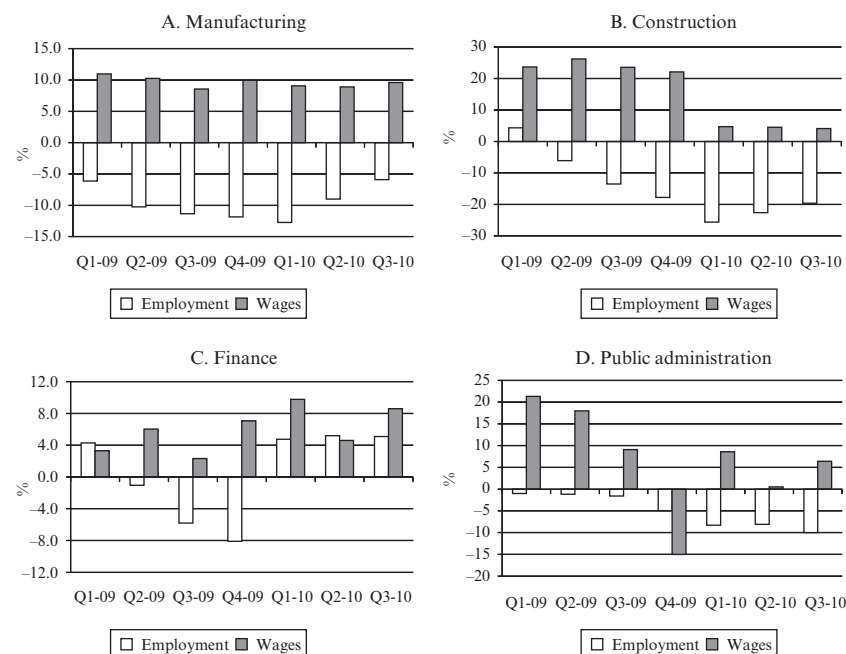 A. Manufacturing
15.0
10.0
5.0
0.0
–5.0
–10.0
–15.0
%
Q1-09 Q2-09 Q3-09 Q4-09 Q1-10 Q2-10 Q3-10
Employment Wages
B. Construction
30
20
10
0
–10
–20
–30
%
Q1-09 Q2-09 Q3-09 Q4-09 Q1-10 Q2-10 Q3-10
Employment Wages
C. Finance
12.0
8.0
4.0
0.0
–4.0
–8.0
–12.0
%
Q1-09 Q2-09 Q3-09 Q4-09 Q1-10 Q2-10 Q3-10
Employment Wages
D. Public administration
25
20
15
10
5
0
–5
–10
–15
–20
%
Q1-09 Q2-09 Q3-09 Q4-09 Q1-10 Q2-10 Q3-10
Employment Wages